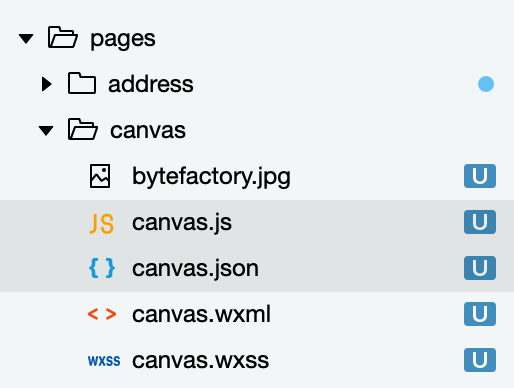 pages
address
canvas
bytefactory.jpg U
JS canvas.js U
{ } canvas.json U
< > canvas.wxml U
wxss canvas.wxss U